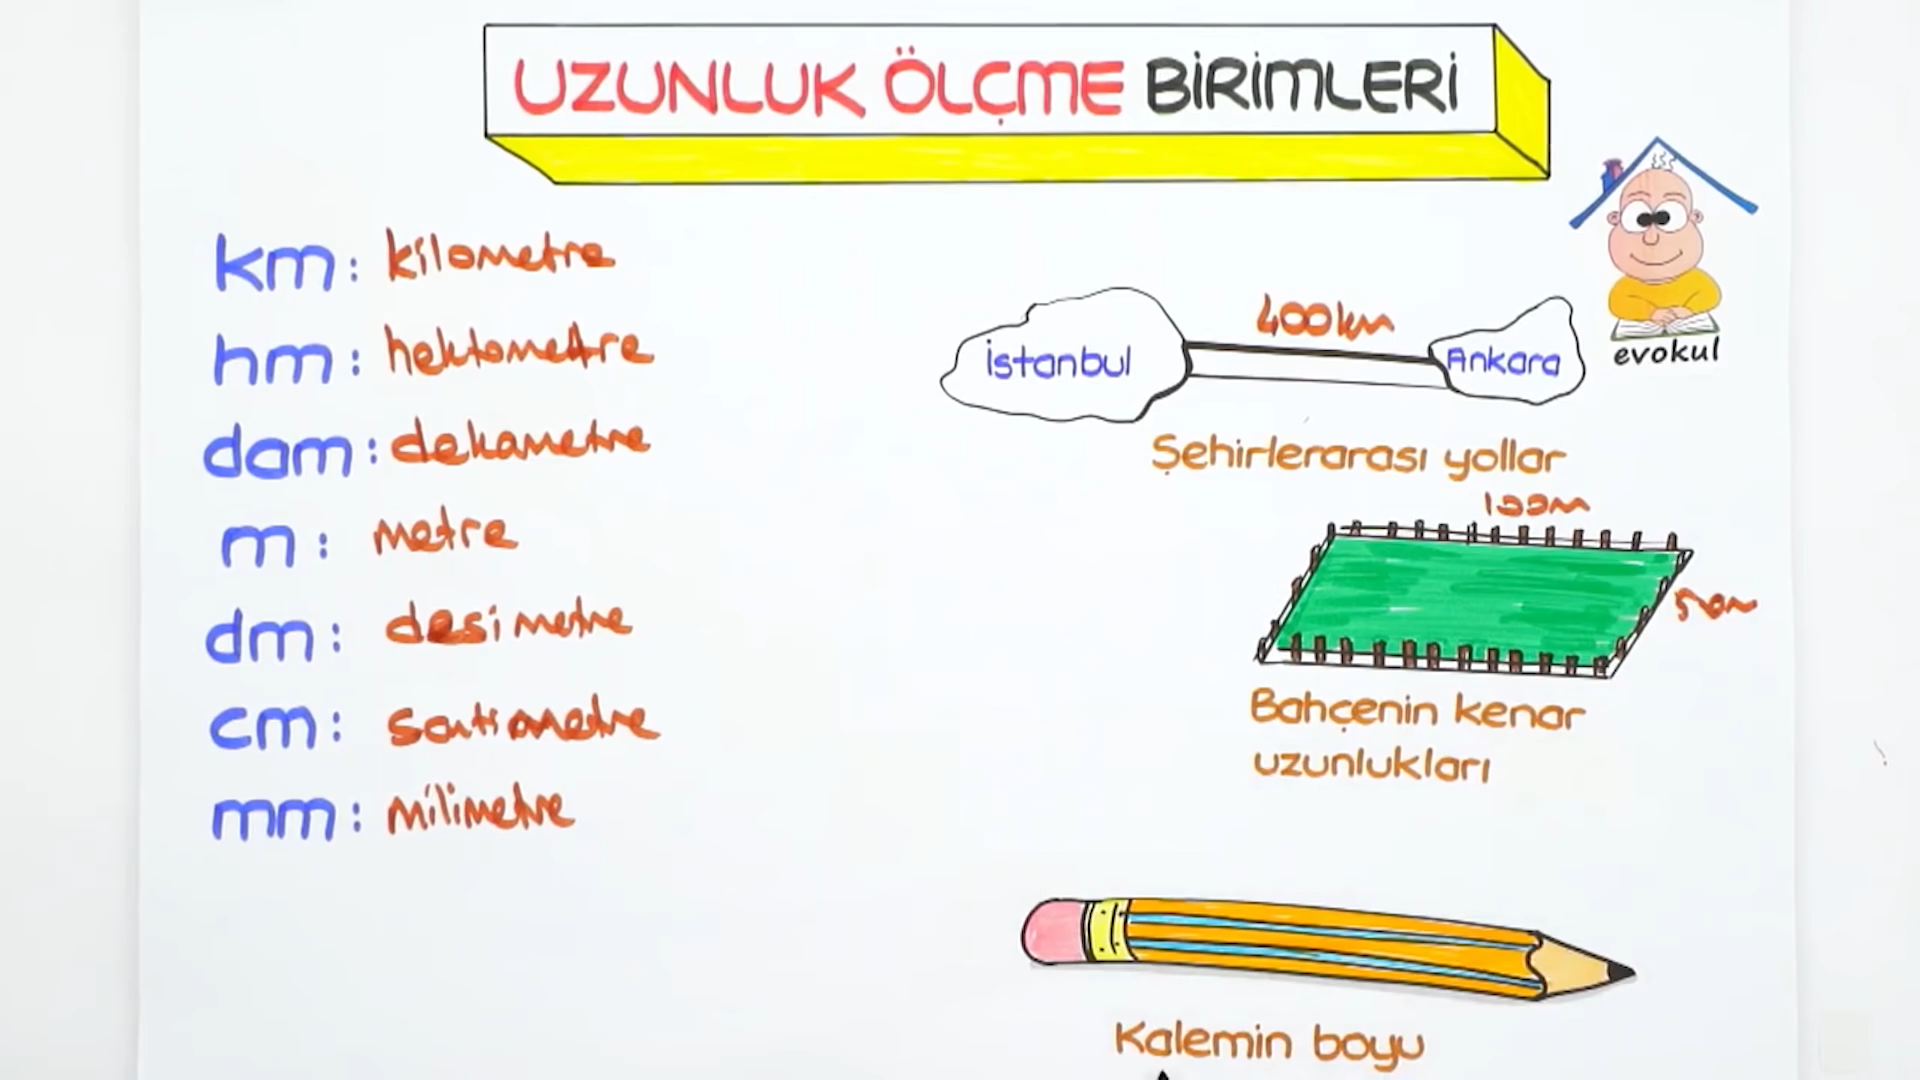 UZUNLUK ÖLÇME BİRİMLERİ
km: kilometre
hm: hektometre
dam: dekametre
m: metre
dm: desimetre
cm: santimetre
mm: milimetre
evokul
400km
İstanbul
Ankara
Şehirlerarası yollar
100m
50m
Bahçenin kenar
uzunlukları
Kalemin boyu